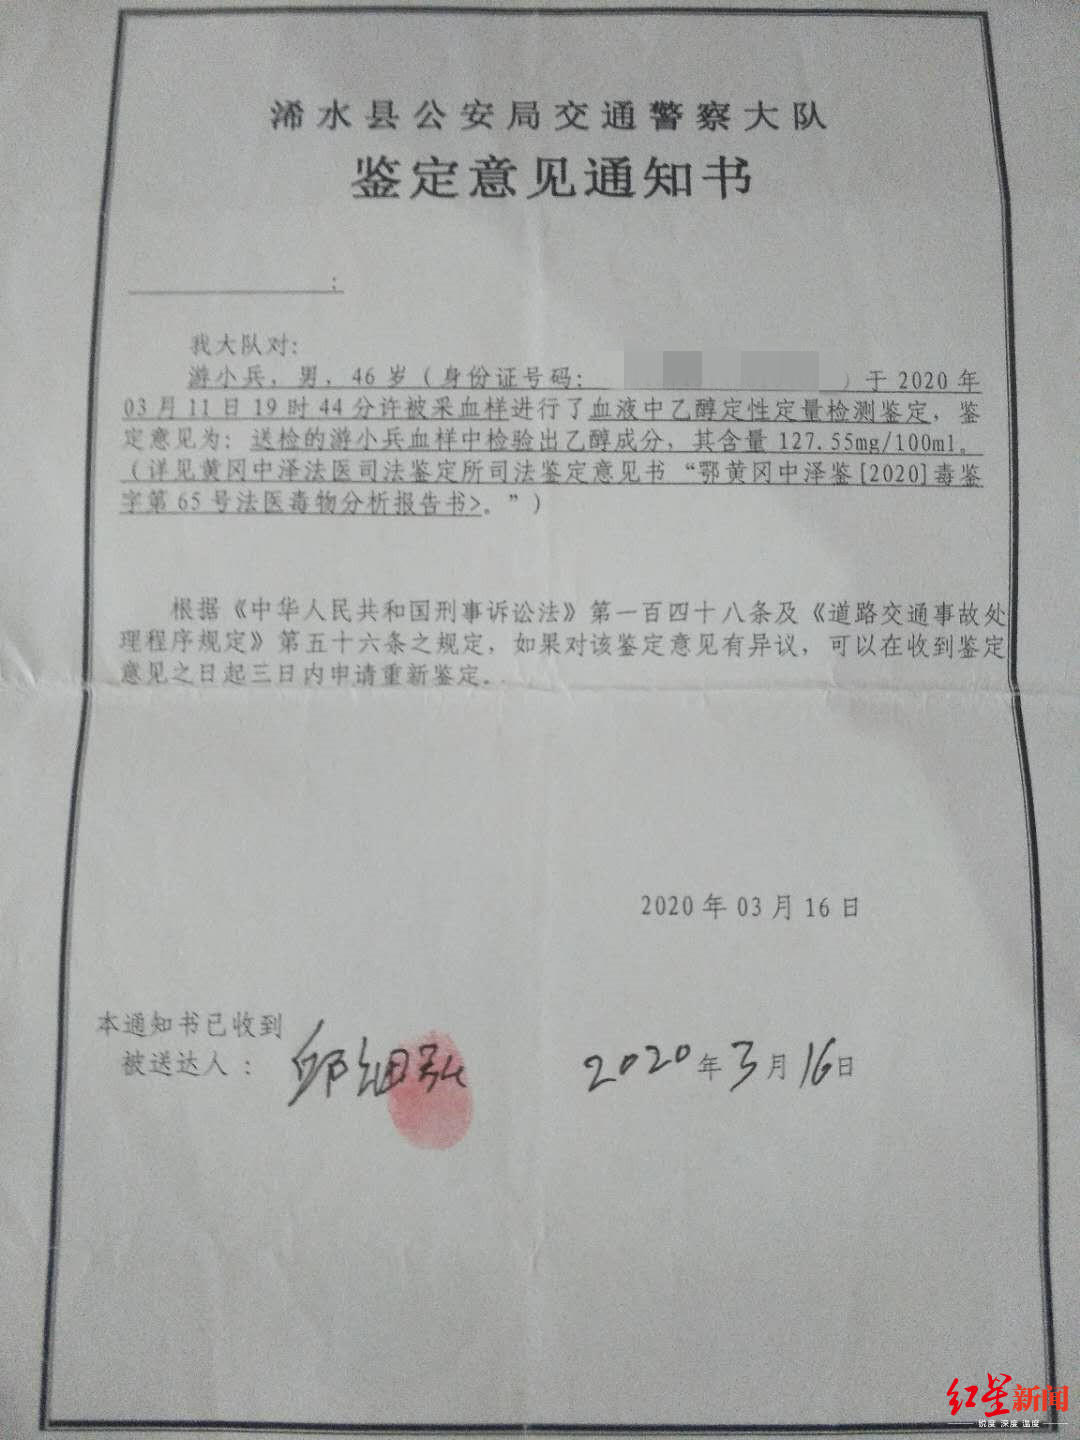 浠水县公安局交通警察大队
鉴定意见通知书
：
我大队对：
游小兵，男，46岁（身份证号码： ）于2020年
03月11日19时44分许被采血样进行了血液中乙醇定性定量检测鉴定，鉴
定意见为：送检的游小兵血样中检验出乙醇成分，其含量127.55mg/100ml。
（详见黄冈中泽法医司法鉴定所司法鉴定意见书“鄂黄冈中泽鉴[2020]毒鉴
字第65号法医毒物分析报告书>。”）
根据《中华人民共和国刑事诉讼法》第一百四十八条及《道路交通事故处
理程序规定》第五十六条之规定，如果对该鉴定意见有异议，可以在收到鉴定
意见之日起三日内申请重新鉴定。
2020年03月16日
本通知书已收到
被送达人： 邱细
2020年3月16日
红星新闻
锐度 深度 温度